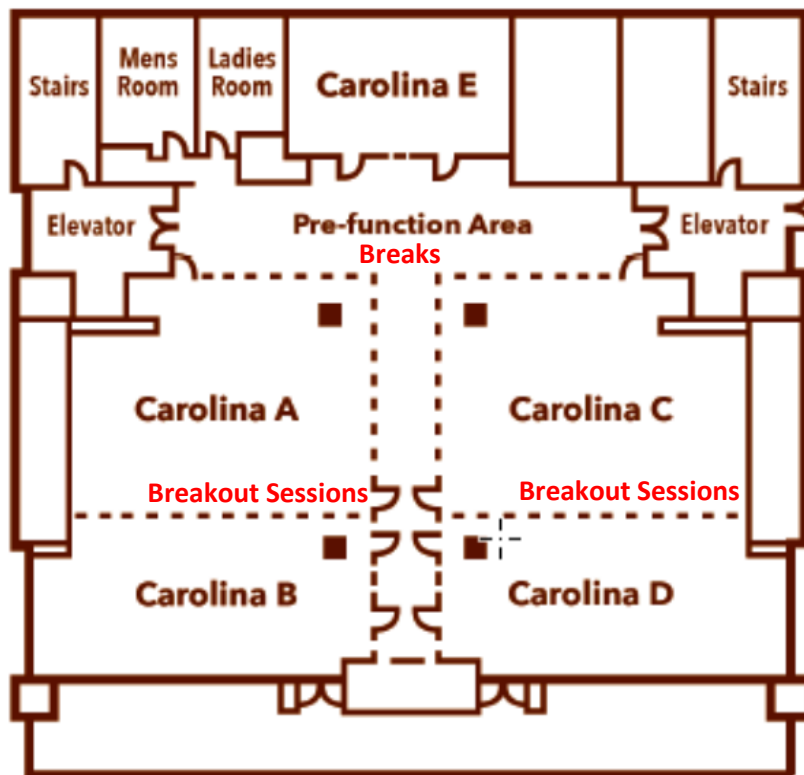 Stairs
Mens
Room
Ladies
Room
Carolina E
Stairs
Elevator
Pre-function Area
Elevator
Breaks
Carolina A
Carolina C
Breakout Sessions
Breakout Sessions
Carolina B
Carolina D